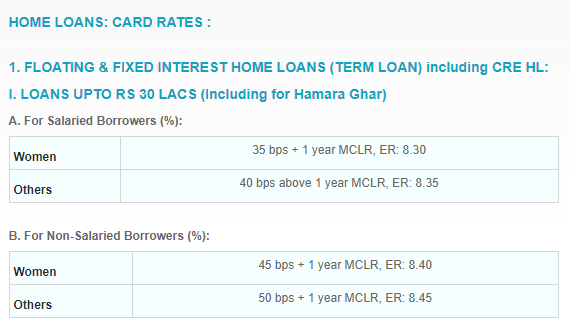 HOME LOANS: CARD RATES :
1. FLOATING & FIXED INTEREST HOME LOANS (TERM LOAN) including CRE HL:
I. LOANS UPTO RS 30 LACS (Including for Hamara Ghar)
A. For Salaried Borrowers (%):
Women 35 bps + 1 year MCLR, ER: 8.30
Others 40 bps above 1 year MCLR, ER: 8.35
B. For Non-Salaried Borrowers (%):
Women 45 bps + 1 year MCLR, ER: 8.40
Others 50 bps + 1 year MCLR, ER: 8.45